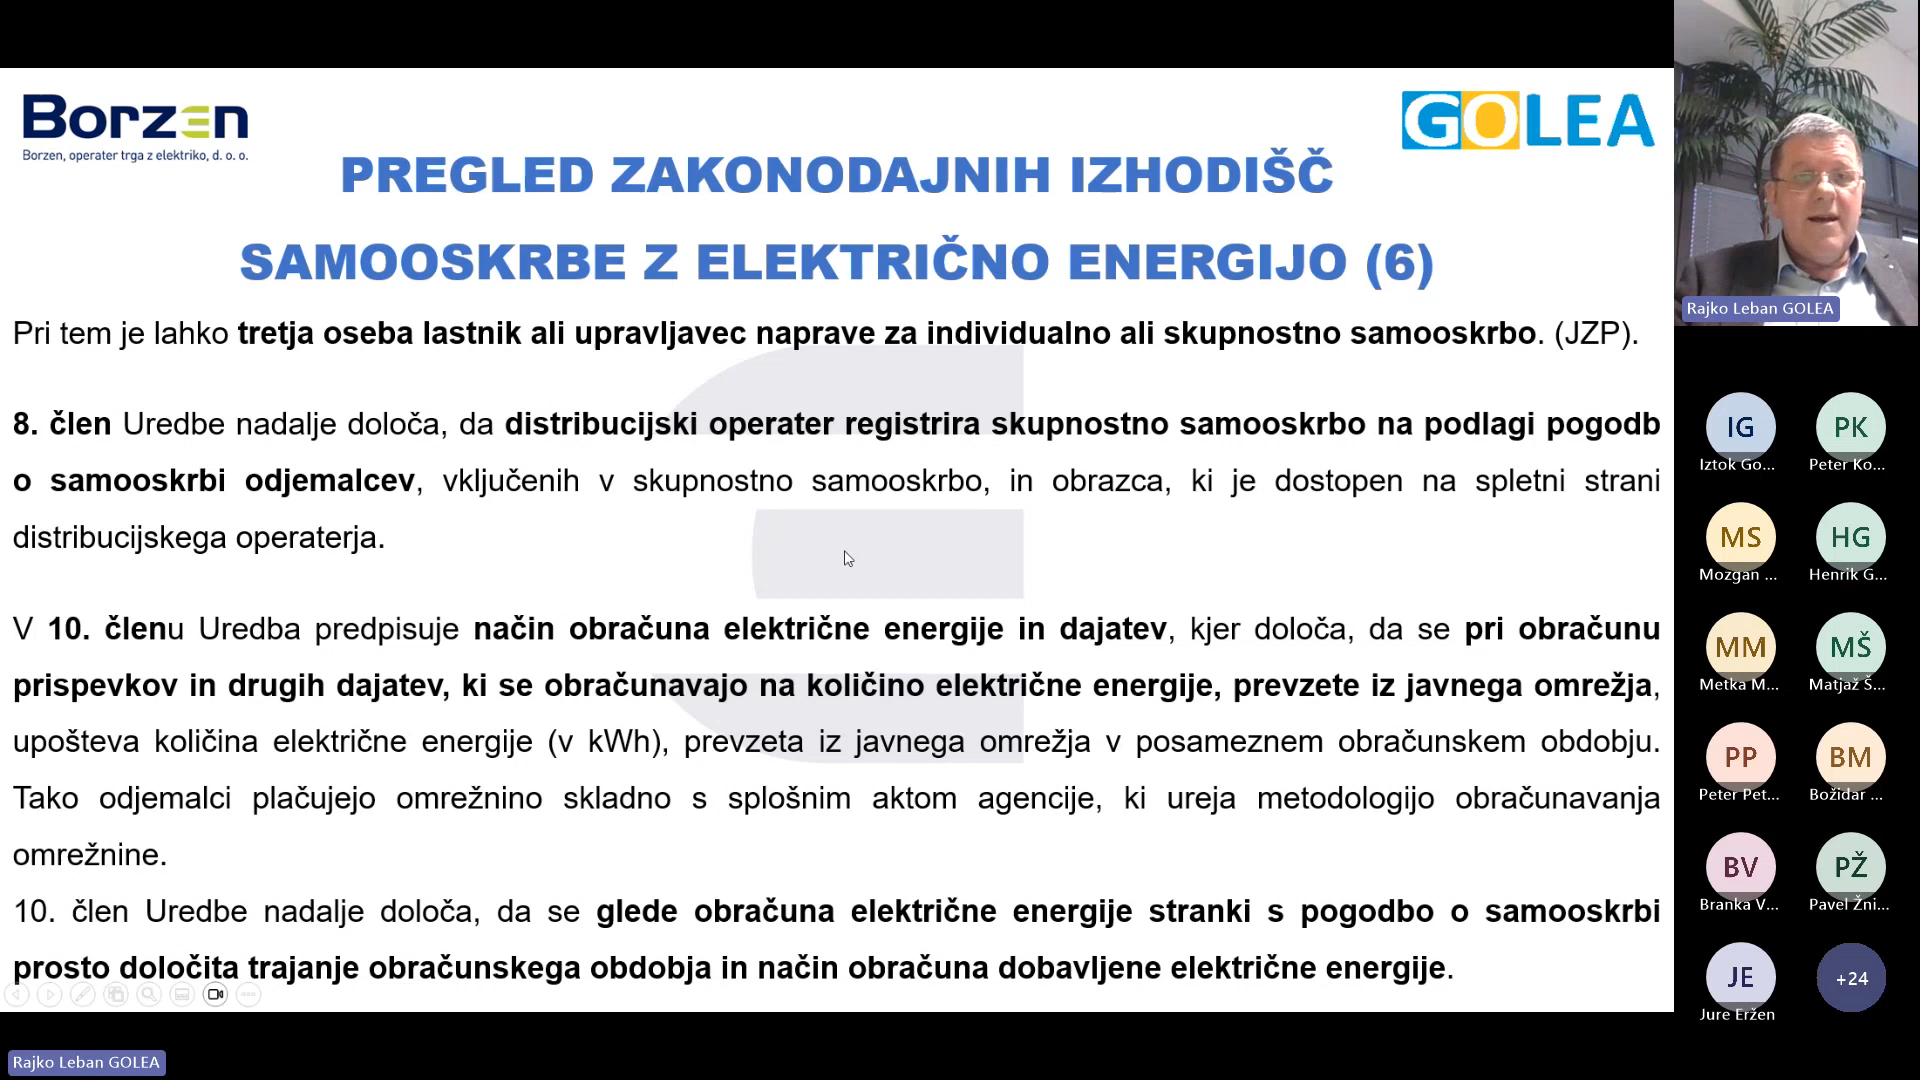 Borzen
Borzen, operater trga z elektriko, d. o. o.
GOLEA
PREGLED ZAKONODAJNIH IZHODIŠČ
SAMOOSKRBE Z ELEKTRIČNO ENERGIJO (6)
Pri tem je lahko tretja oseba lastnik ali upravljavec naprave za individualno ali skupnostno samooskrbo. (JZP).
8. člen Uredbe nadalje določa, da distribucijski operater registrira skupnostno samooskrbo na podlagi pogodb
o samooskrbi odjemalcev, vključenih v skupnostno samooskrbo, in obrazca, ki je dostopen na spletni strani
distribucijskega operaterja.
V 10. členu Uredba predpisuje način obračuna električne energije in dajatev, kjer določa, da se pri obračunu
prispevkov in drugih dajatev, ki se obračunavajo na količino električne energije, prevzete iz javnega omrežja,
upošteva količina električne energije (v kWh), prevzeta iz javnega omrežja v posameznem obračunskem obdobju.
Tako odjemalci plačujejo omrežnino skladno s splošnim aktom agencije, ki ureja metodologijo obračunavanja
omrežnine.
10. člen Uredbe nadalje določa, da se glede obračuna električne energije stranki s pogodbo o samooskrbi
prosto določita trajanje obračunskega obdobja in način obračuna dobavljene električne energije.
Rajko Leban GOLEA
Rajko Leban GOLEA
IG
Iztok Go...
PK
Peter Ko...
MS
Mozgan ...
HG
Henrik G...
MM
Metka M...
MŠ
Matjaž Š...
PP
Peter Pet...
BM
Božidar ...
BV
Branka V...
PŽ
Pavel Žni...
JE
Jure Eržen
+24